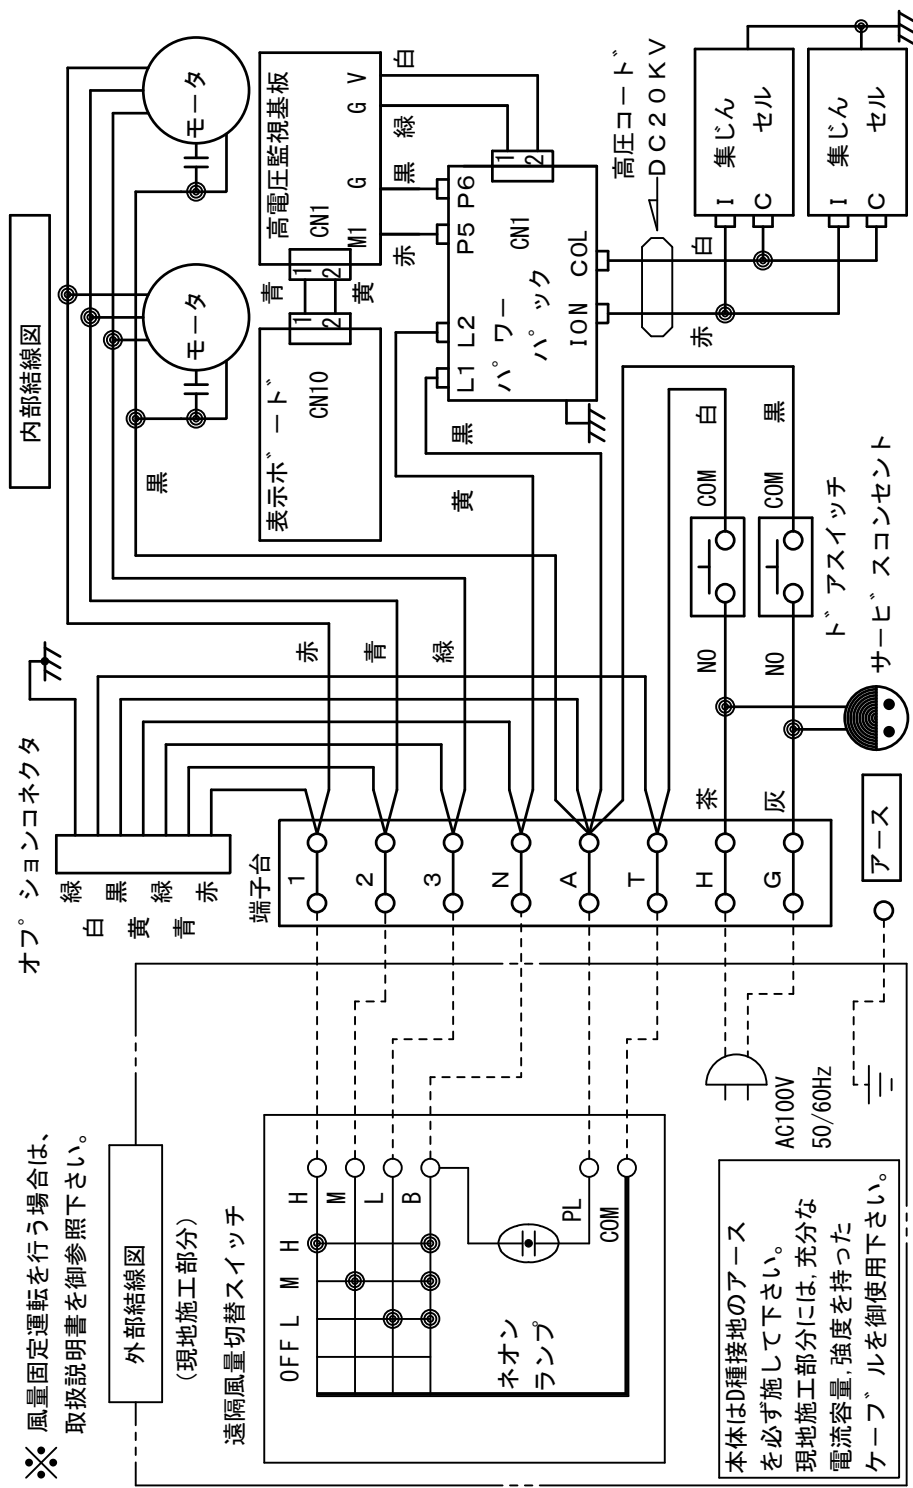 ※ 風量固定運転を行う場合は、
取扱説明書を御参照下さい。
外部結線図
(現地施工部分)
遠隔風量切替スイッチ
OFF L M H
H
M
L
B
PL
COM
ネオン
ランプ
本体はD種接地のアース
を必ず施して下さい。
現地施工部分には,充分な
電流容量,強度を持った
ケーブルを御使用下さい。
AC100V
50/60Hz
アース
オプションコネクタ
緑
白
黒
黄
緑
青
赤
端子台
1
2
3
N
A
T
H
G
赤
青
緑
茶
灰
NO
COM
白
NO
COM
黒
ドアスイッチ
サービスコンセント
内部結線図
黒
モータ
モータ
表示ボード
CN10
1
2
青
黄
1
2
CN1
高電圧監視基板
M1
G
G
V
赤
黒
緑
白
黄
黒
L1
L2
P5
P6
パワー
パック
CN1
1
2
ION
COL
高圧コード
DC20KV
赤
白
I
C
集じん
セル
I
C
集じん
セル